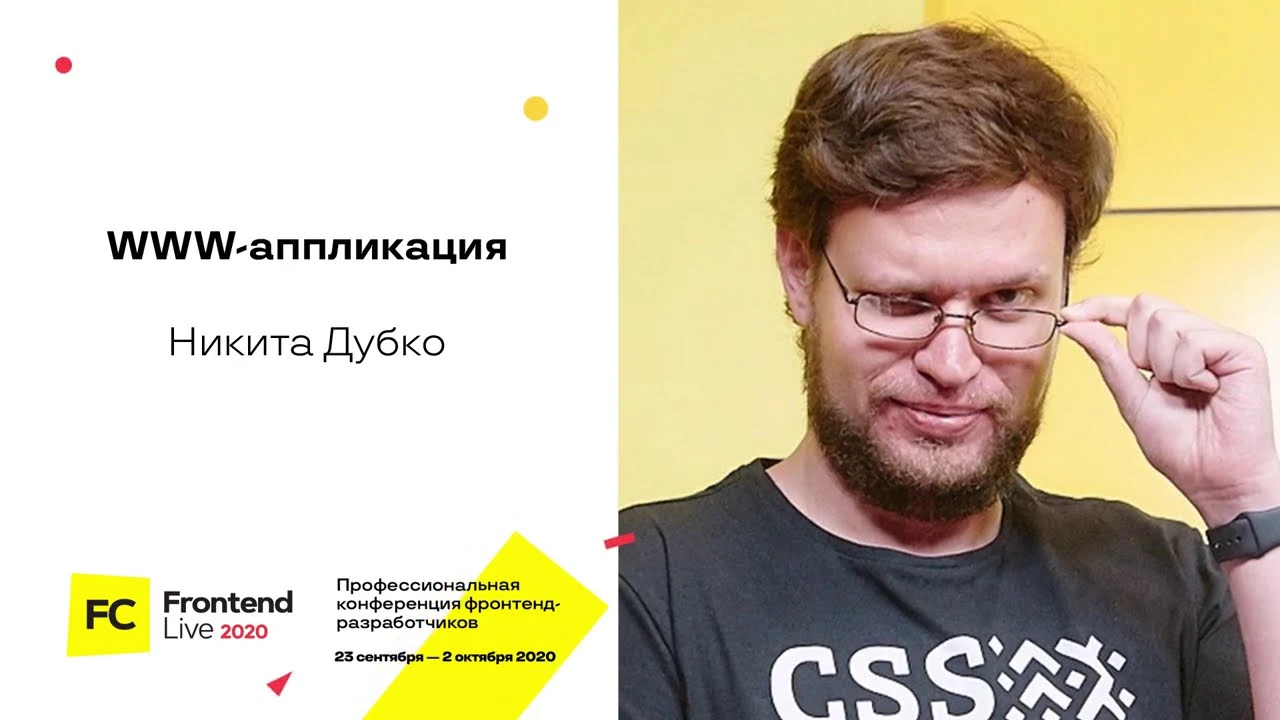 WWW-аппликация
Никита Дубко
FC
Frontend
Live 2020
Профессиональная
конференция фронтенд-
разработчиков
23 сентября — 2 октября 2020
CSS